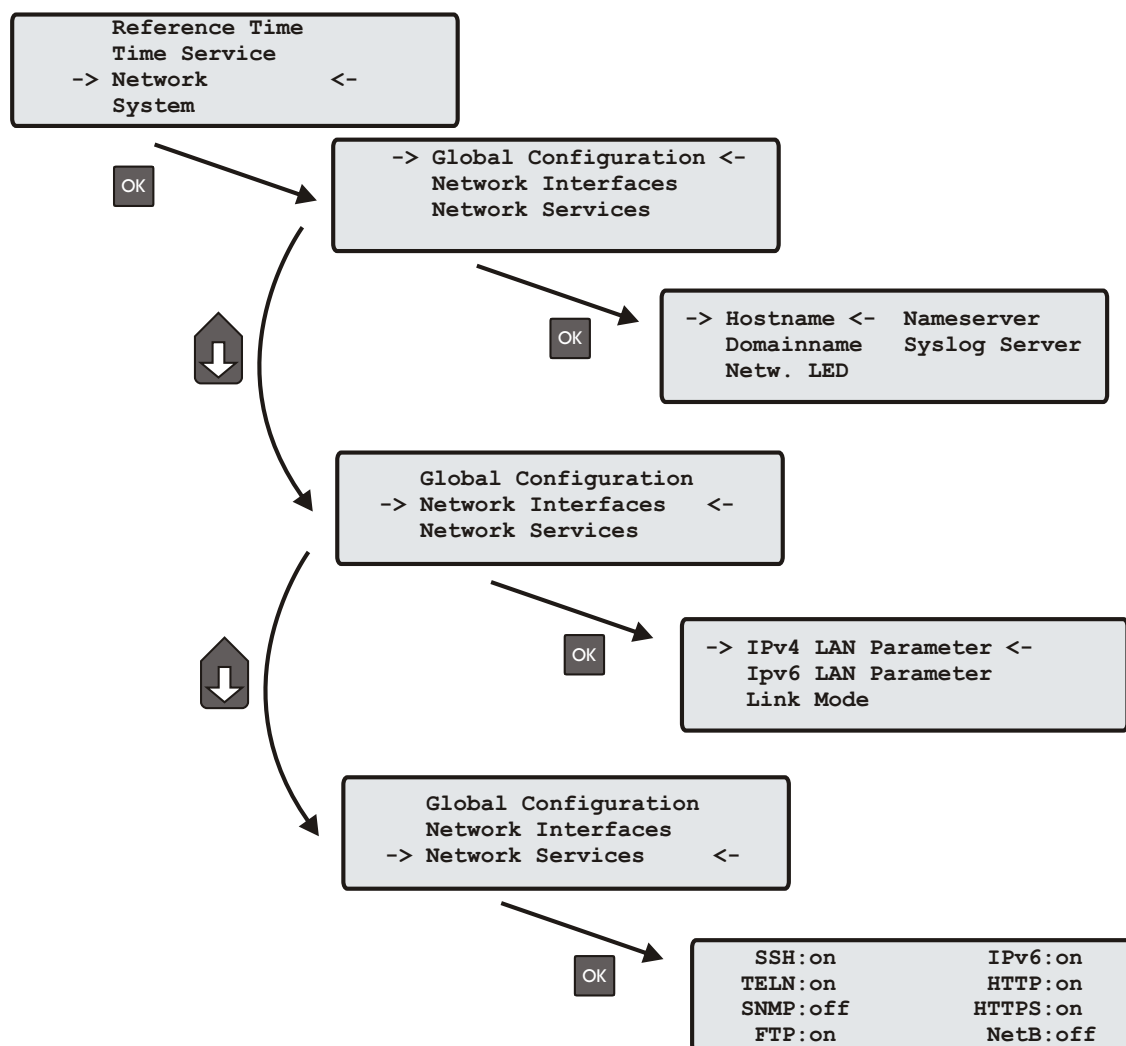 Reference Time
Time Service
-> Network <-
System
OK
-> Global Configuration <-
Network Interfaces
Network Services
OK
-> Hostname <- Nameserver
Domainname Syslog Server
Netw. LED
Global Configuration
-> Network Interfaces <-
Network Services
OK
-> IPv4 LAN Parameter <-
Ipv6 LAN Parameter
Link Mode
Global Configuration
Network Interfaces
-> Network Services <-
OK
SSH:on IPv6:on
TELN:on HTTP:on
SNMP:off HTTPS:on
FTP:on NetB:off